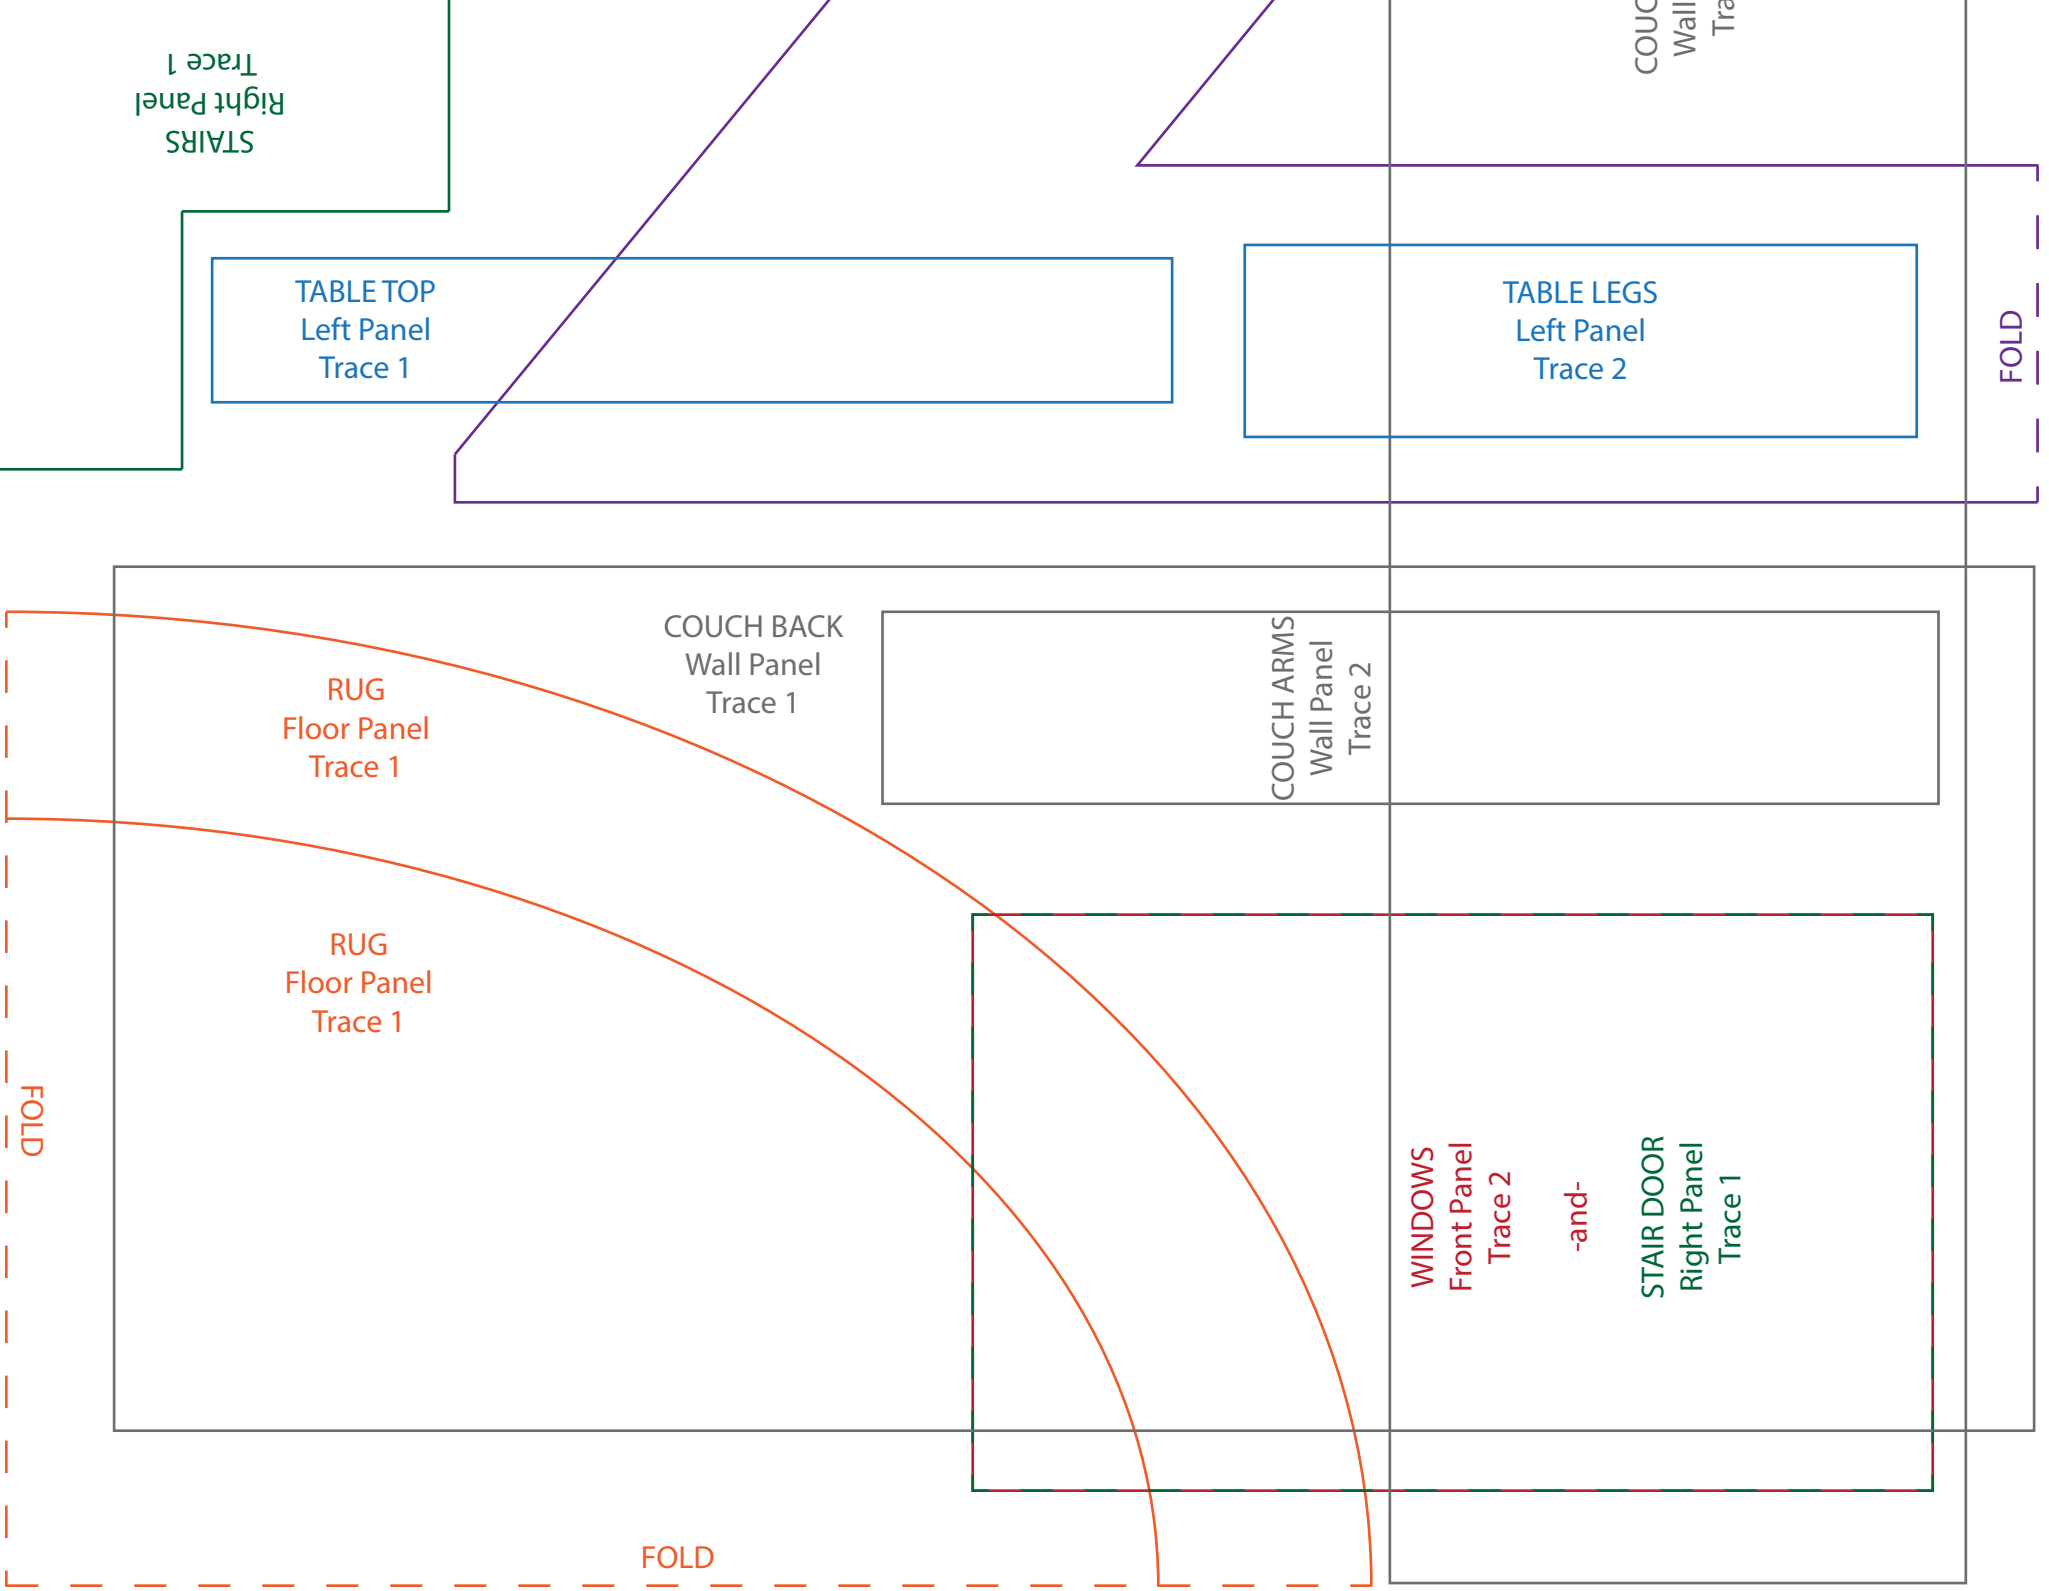 STAIRS
Right Panel
Trace 1
Wall
TABLE TOP
Left Panel
Trace 1
TABLE LEGS
Left Panel
Trace 2
FOLD
COUCH BACK
Wall Panel
Trace 1
COUCH ARMS
Wall Panel
Trace 2
RUG
Floor Panel
Trace 1
RUG
Floor Panel
Trace 1
FOLD
WINDOWS
Front Panel
Trace 2
-and-
STAIR DOOR
Right Panel
Trace 1
FOLD